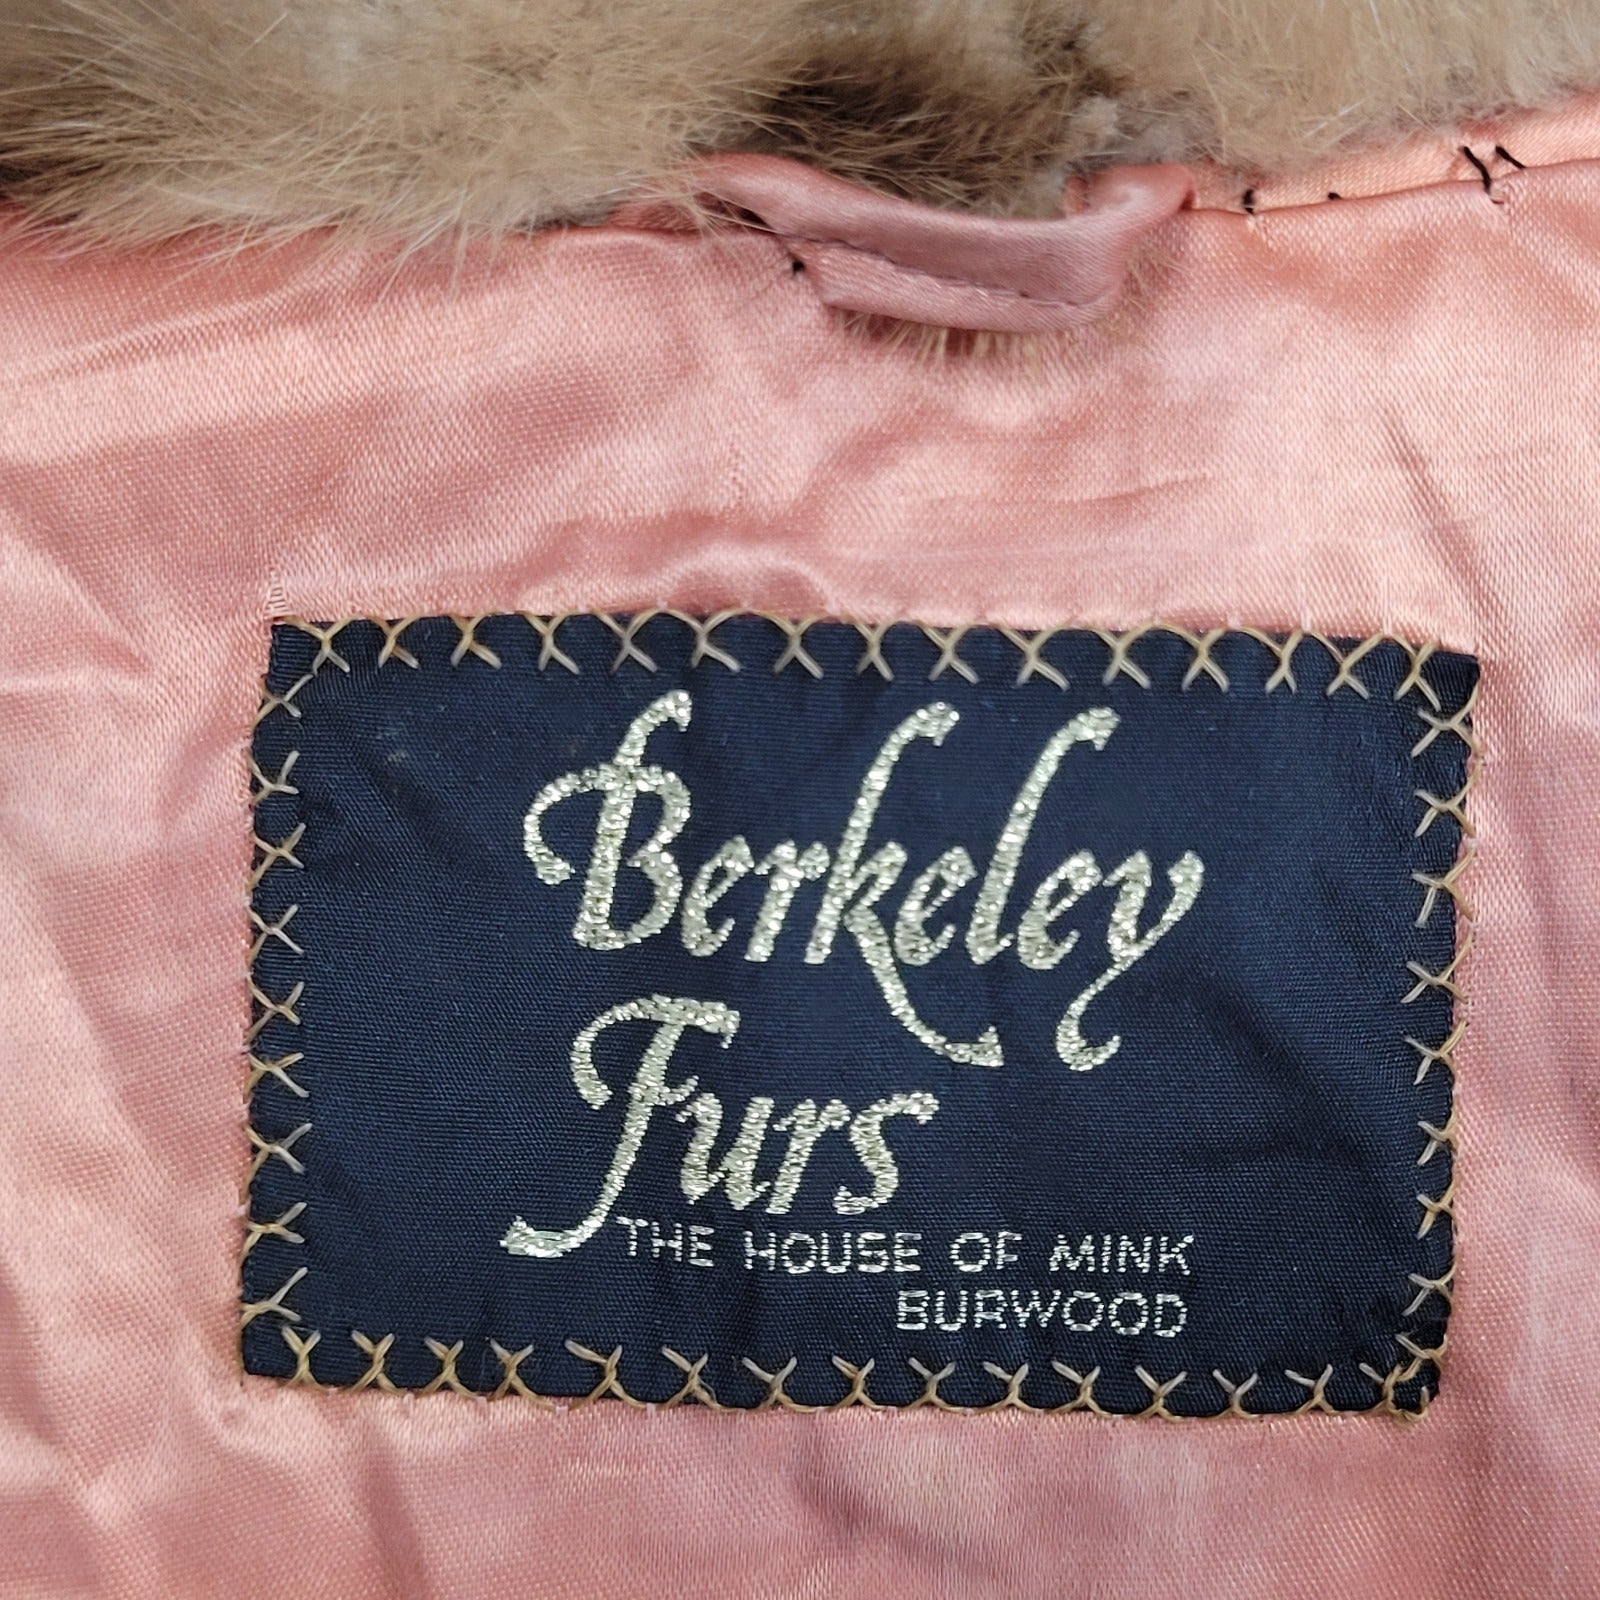 Berkeley
Furs
THE HOUSE OF MINK
BURWOOD